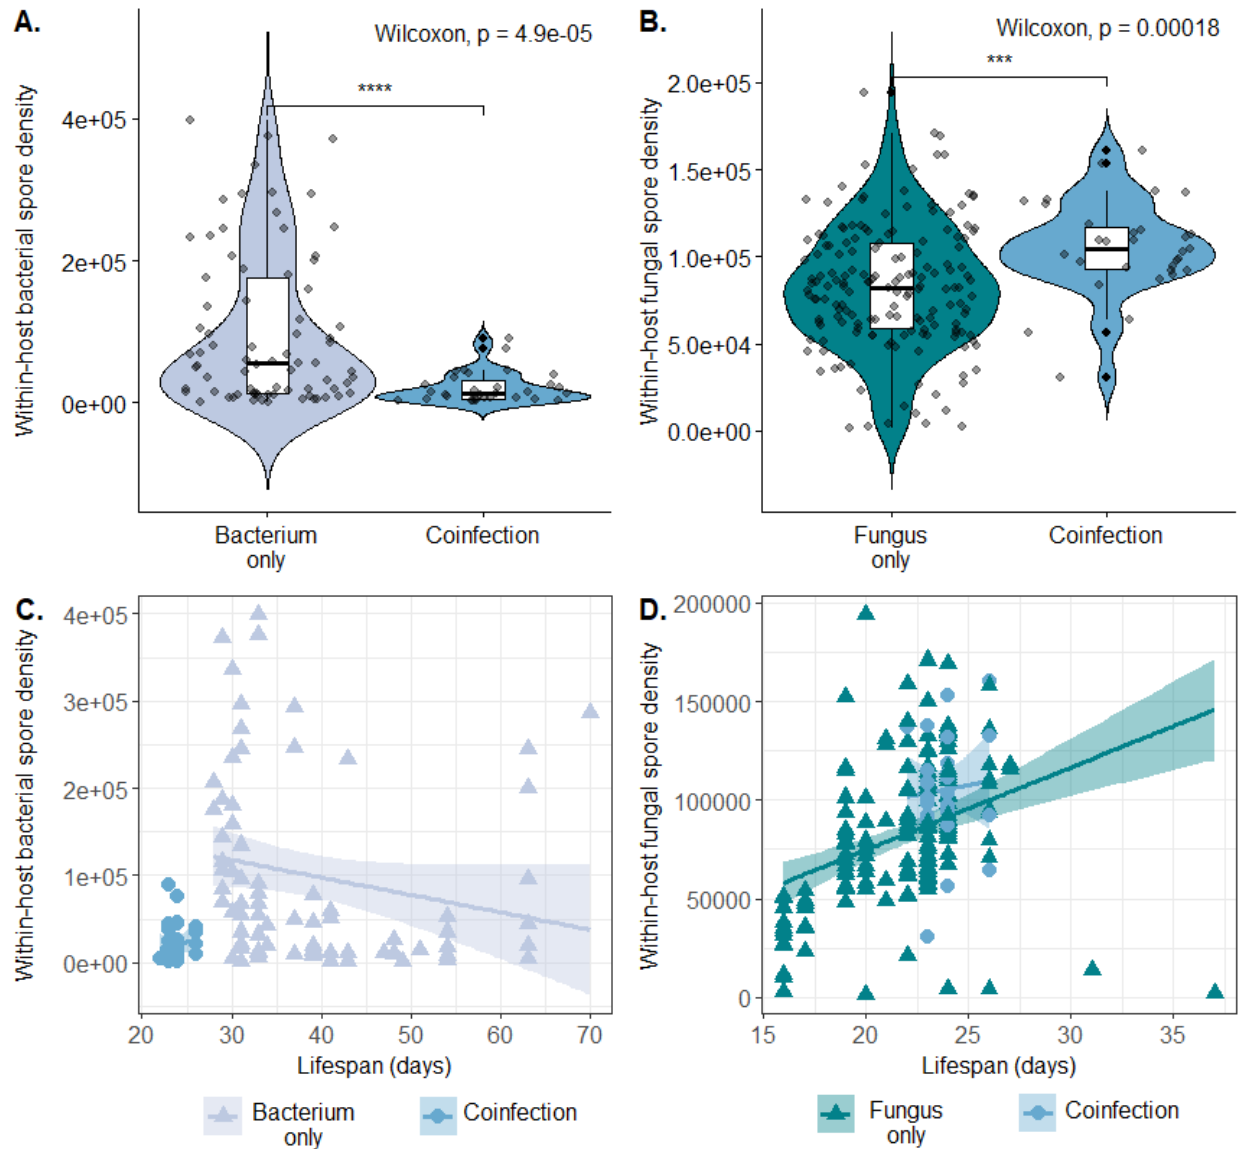 A.
Wilcoxon, p = 4.9e-05
****
Within-host bacterial spore density
4e+05
2e+05
0e+00
Bacterium
only
Coinfection
B.
Wilcoxon, p = 0.00018
***
Within-host fungal spore density
2.0e+05
1.5e+05
1.0e+05
5.0e+04
0.0e+00
Fungus
only
Coinfection
C.
Within-host bacterial spore density
4e+05
3e+05
2e+05
1e+05
0e+00
20 30 40 50 60 70
Lifespan (days)
Bacterium
only
Coinfection
D.
Within-host fungal spore density
200000
150000
100000
50000
0
15 20 25 30 35
Lifespan (days)
Fungus
only
Coinfection